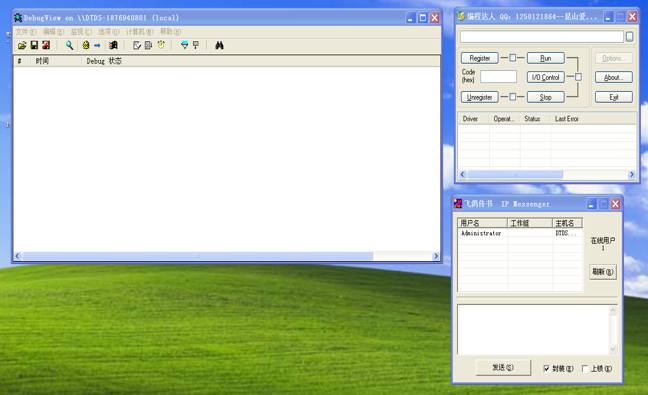 DebugView on \\DTDS-1876940801 (local)
文件(F) 编辑(E) 监视(C) 选项(O) 计算机(M) 帮助(H)
# 时间 Debug 状态
编程达人 QQ: 1250121864--昆山爱...
Register Run Options...
Code (hex) I/O Control About...
Unregister Stop Exit
Driver Operat... Status Last Error
飞鸽传书 IP Messenger
用户名 工作组 主机名
Administrator DTDS...
在线用户
1
刷新(R)
发送(S) 封装(E) 上锁(K)